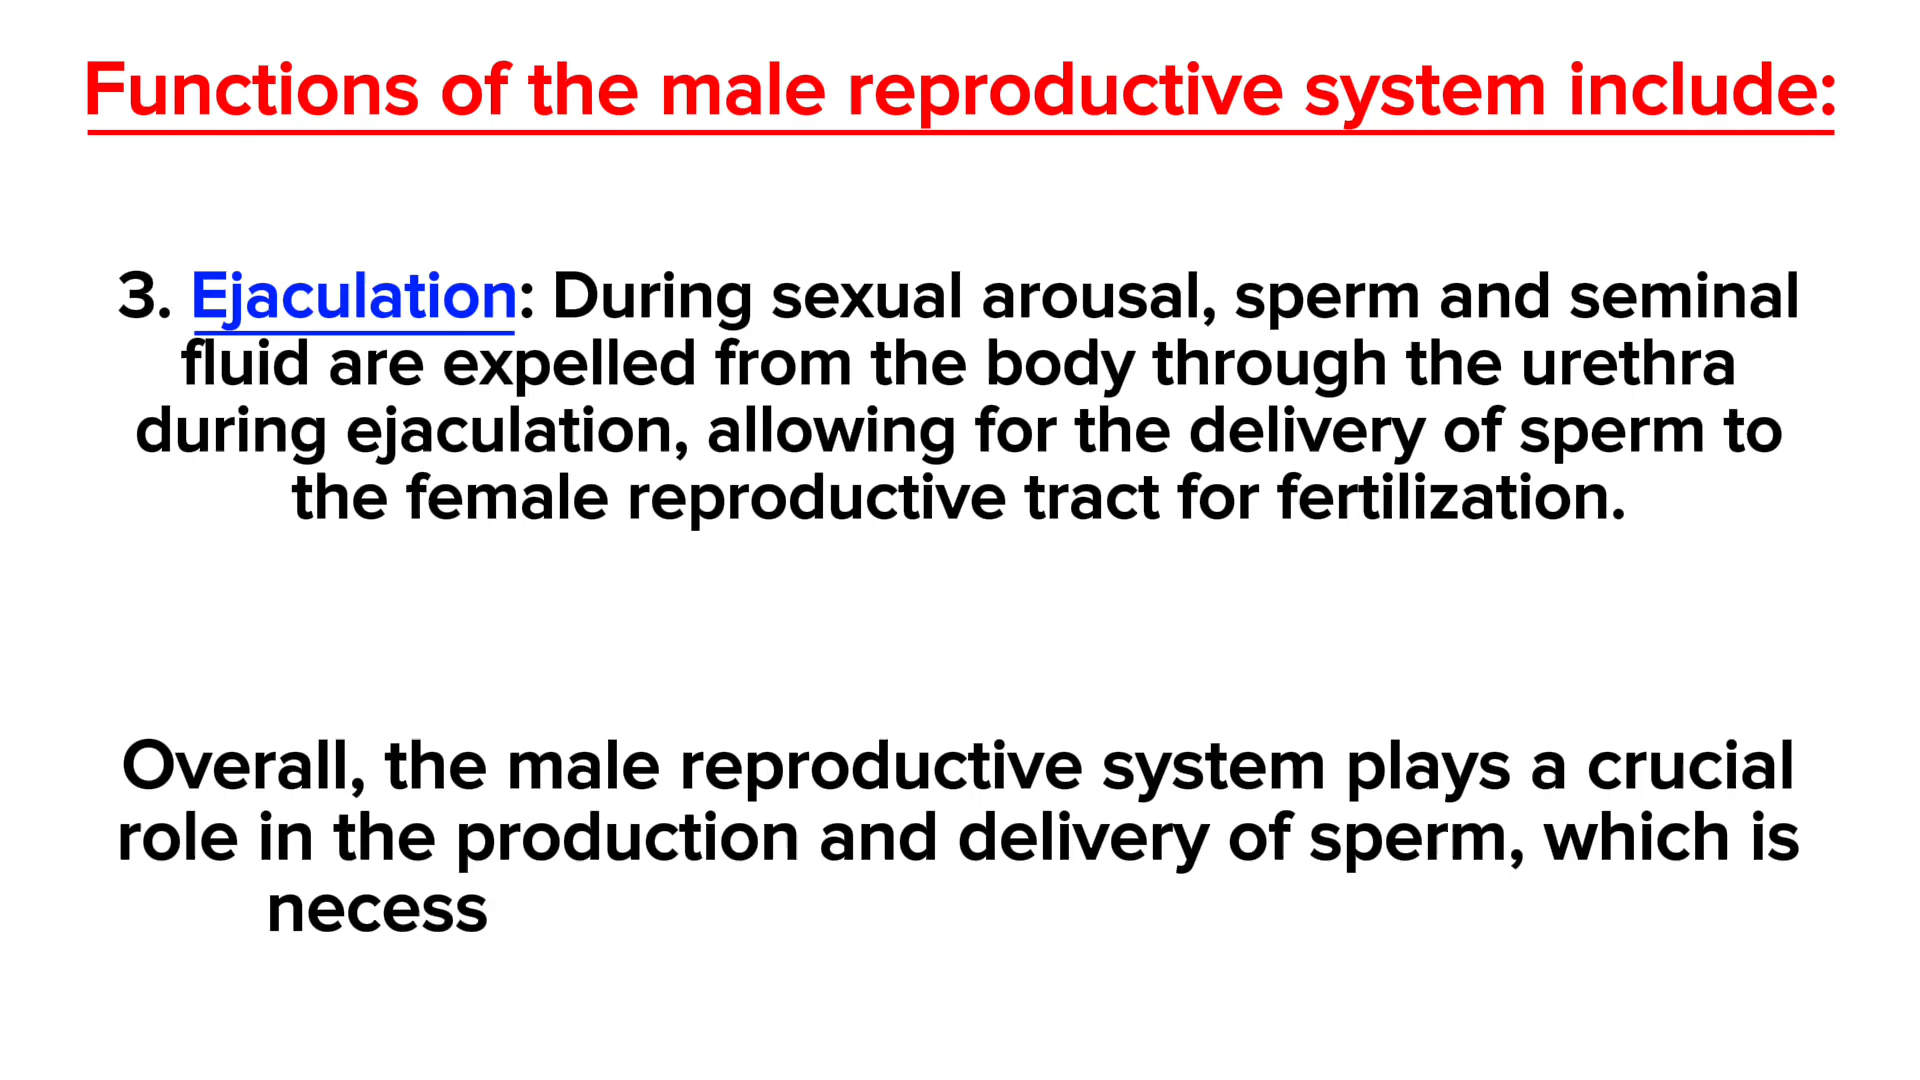 Functions of the male reproductive system include:
3. Ejaculation: During sexual arousal, sperm and seminal
fluid are expelled from the body through the urethra
during ejaculation, allowing for the delivery of sperm to
the female reproductive tract for fertilization.
Overall, the male reproductive system plays a crucial
role in the production and delivery of sperm, which is
necess